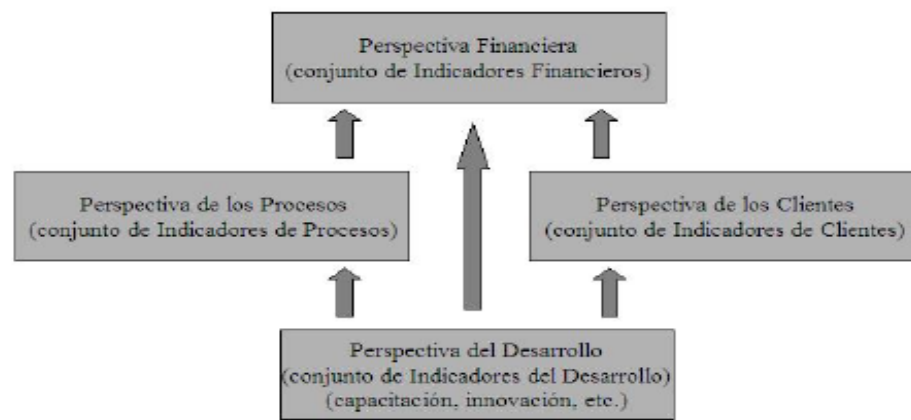 Perspectiva Financiera
(conjunto de Indicadores Financieros)
Perspectiva de los Procesos
(conjunto de Indicadores de Procesos)
Perspectiva de los Clientes
(conjunto de Indicadores de Clientes)
Perspectiva del Desarrollo
(conjunto de Indicadores del Desarrollo)
(capacitación, innovación, etc.)